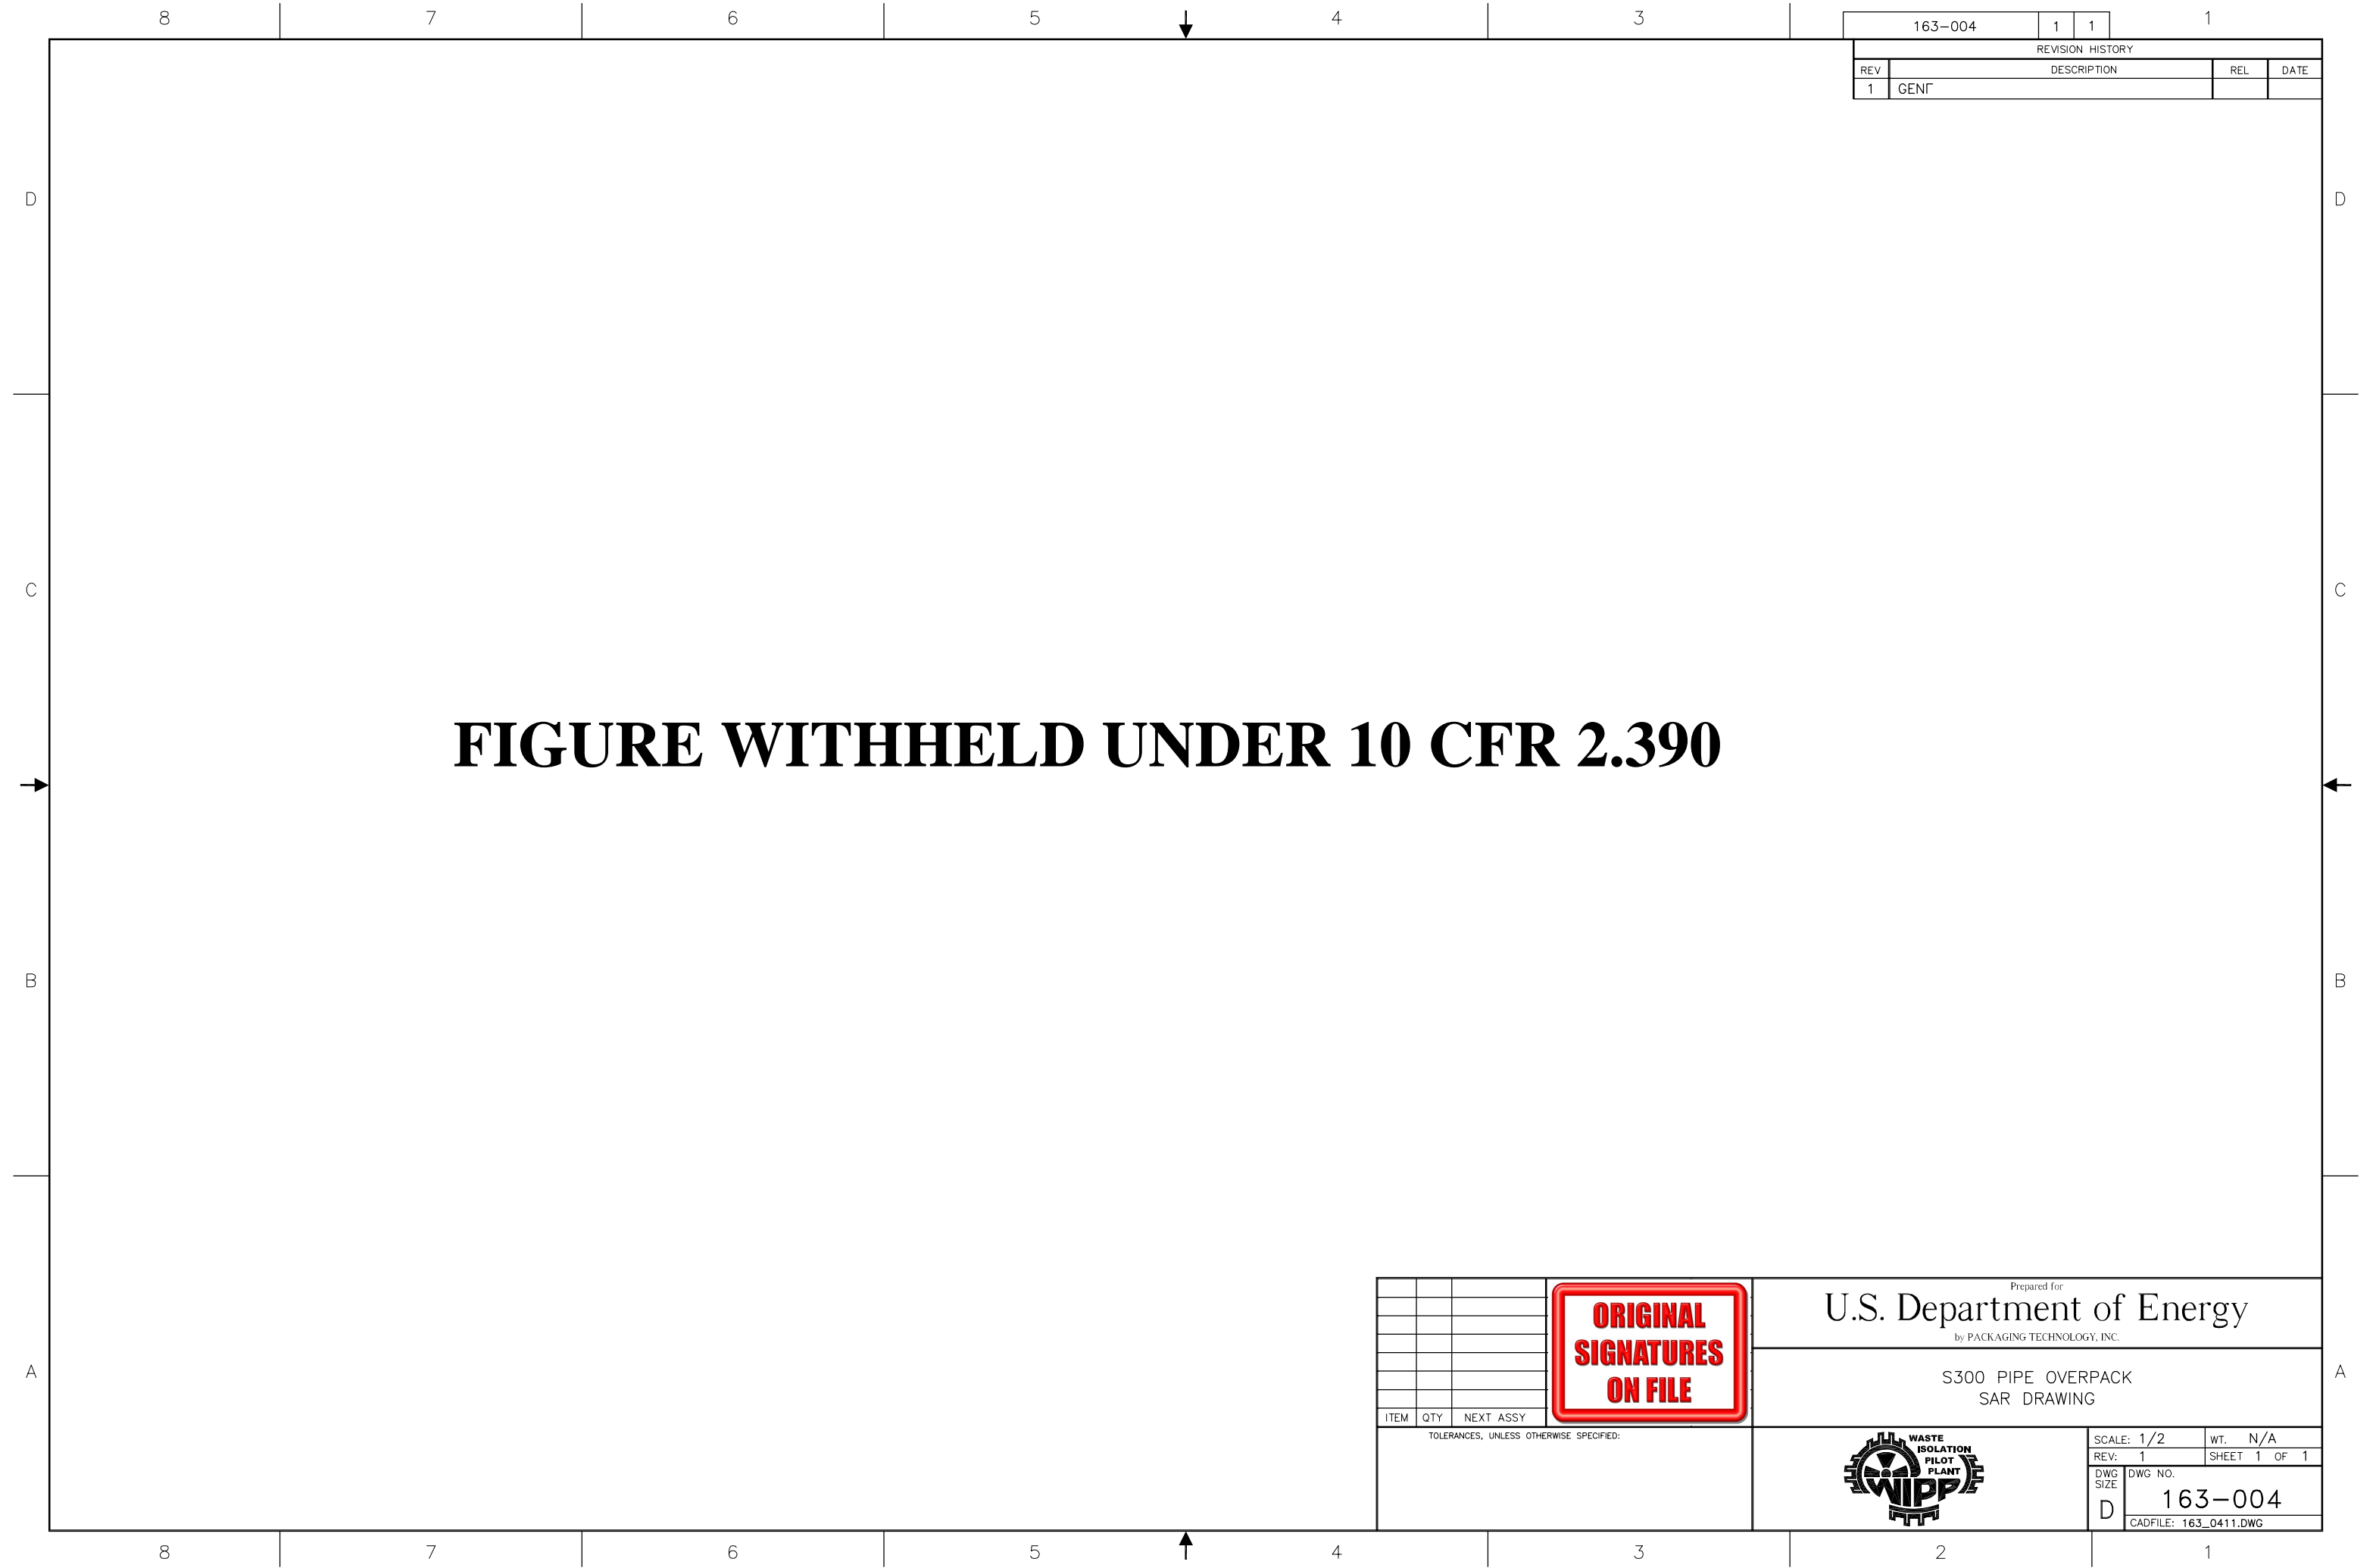 8 7 6 5 4 3 1
163-004 1 1
REVISION HISTORY
REV DESCRIPTION REL DATE
1
D D
C C
FIGURE WITHHELD UNDER 10 CFR 2.390
B B
A A
ORIGINAL
SIGNATURES
ON FILE
ITEM QTY NEXT ASSY
TOLERANCES, UNLESS OTHERWISE SPECIFIED:
Prepared for
U.S. Department of Energy
by PACKAGING TECHNOLOGY, INC.
S300 PIPE OVERPACK
SAR DRAWING
WASTE
ISOLATION
PILOT
PLANT
WIPP
SCALE: 1/2 WT. N/A
REV: 1 SHEET 1 OF 1
DWG SIZE
D
DWG NO.
163-004
CADFILE: 163_0411.DWG
8 7 6 5 4 3 2 1